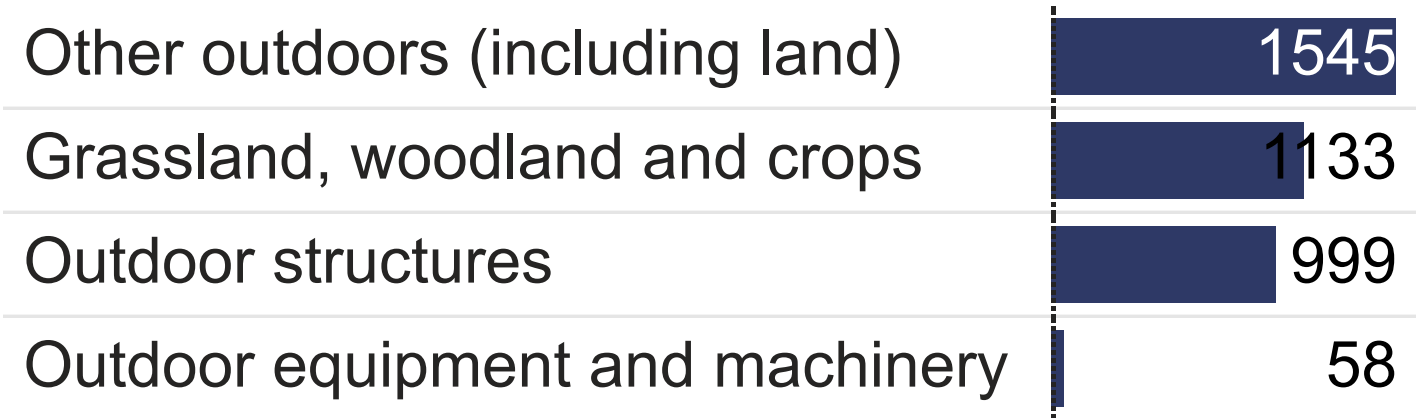 Other outdoors (including land) 1545
Grassland, woodland and crops 1133
Outdoor structures 999
Outdoor equipment and machinery 58